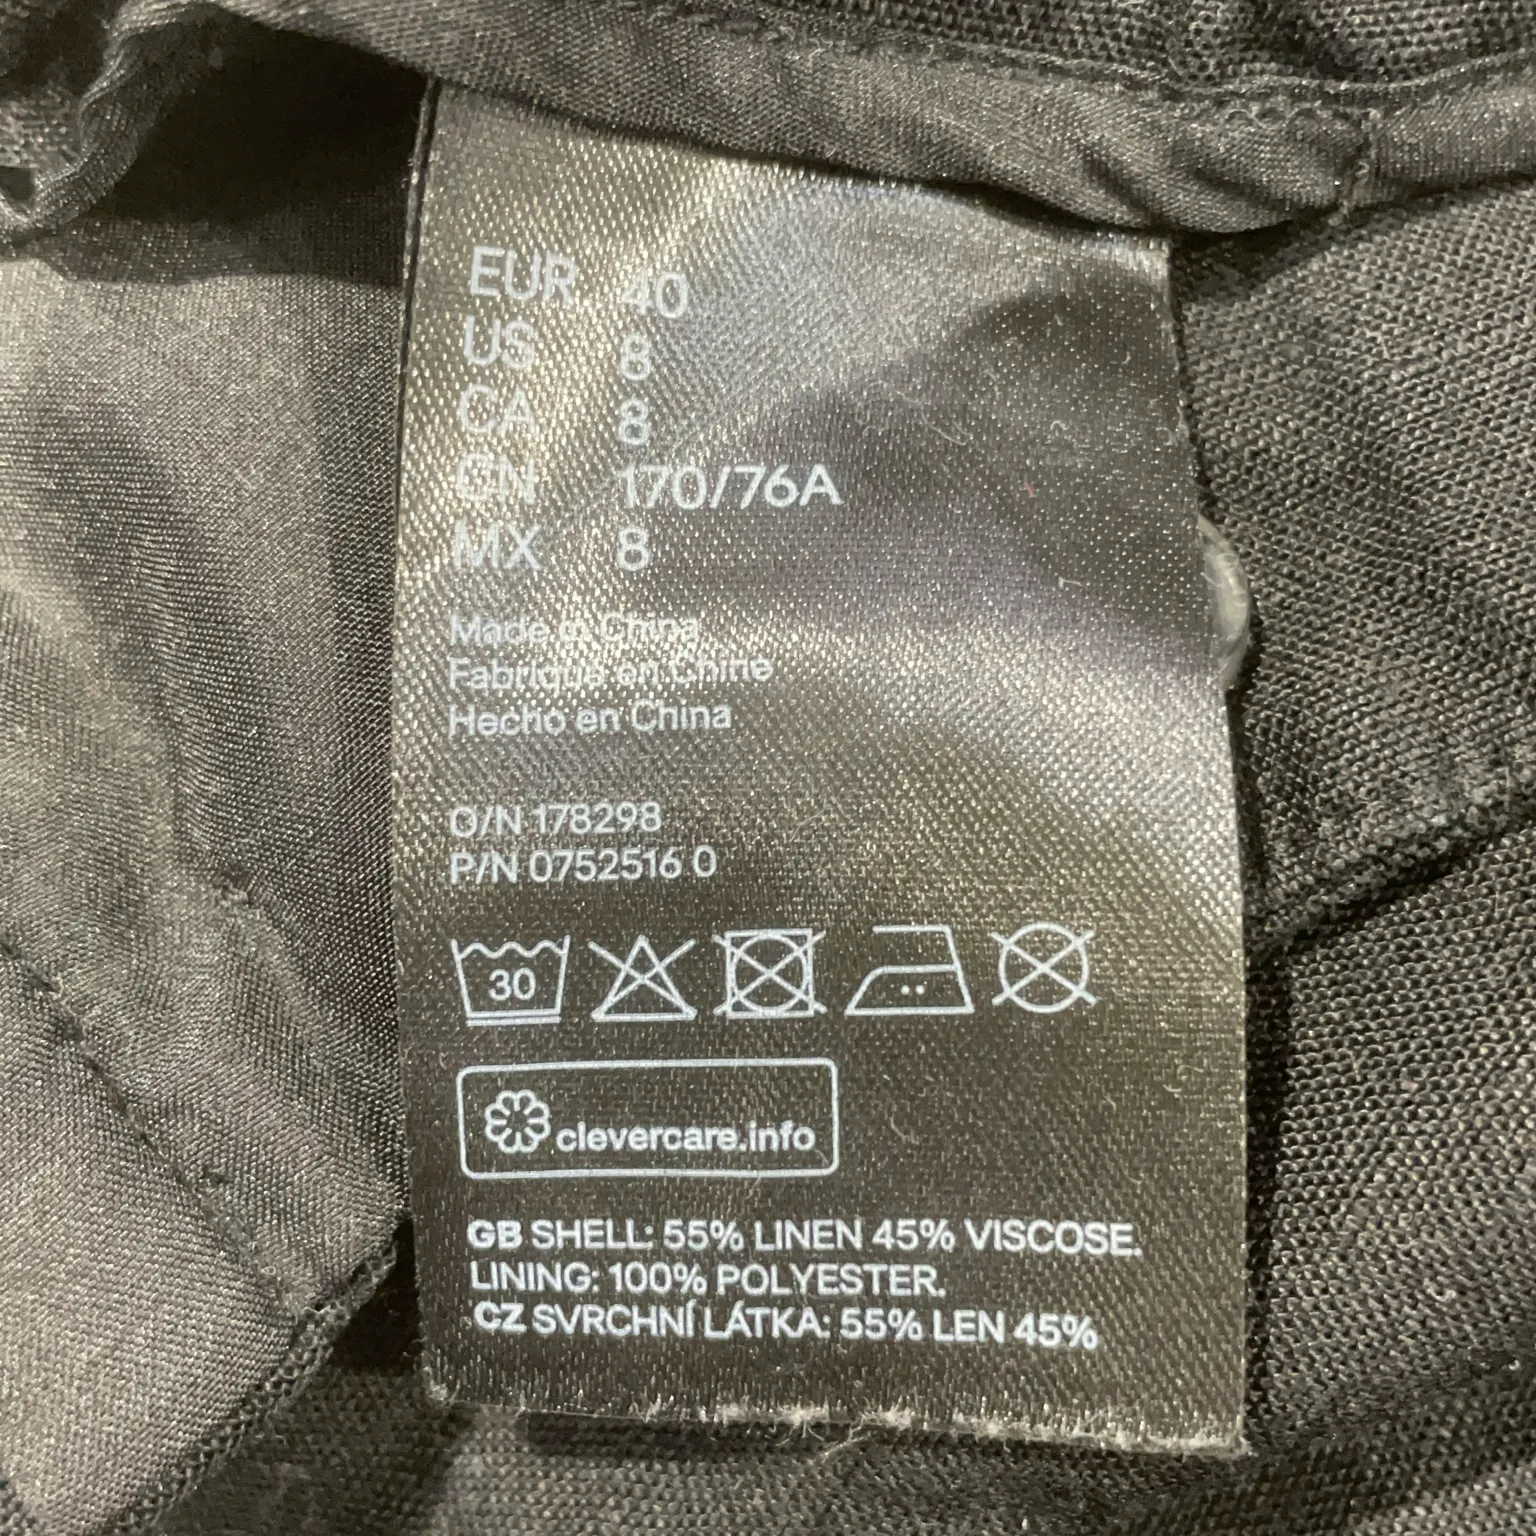 EUR 40
US 8
CA 8
CN 170/76A
MX 8
Made in China
Fabriqué en Chine
Hecho en China
O/N 178298
P/N 0752516 0
30
clevercare.info
GB SHELL: 55% LINEN 45% VISCOSE.
LINING: 100% POLYESTER.
CZ SVRCHNÍ LÁTKA: 55% LEN 45%